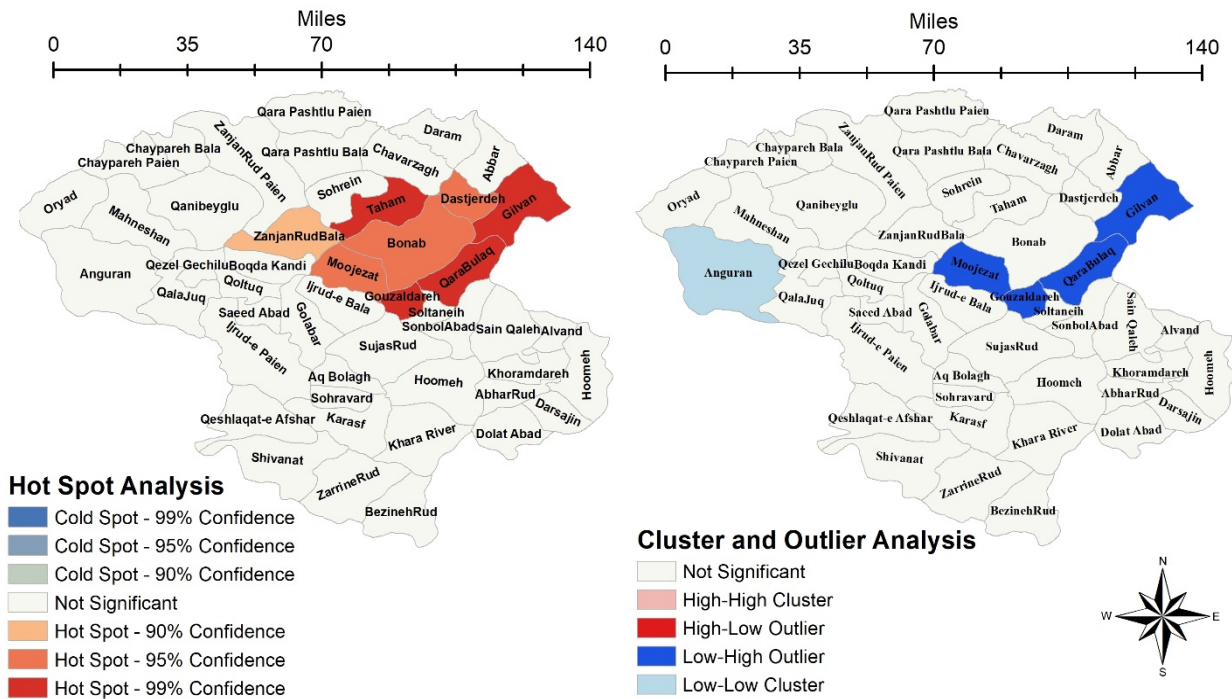 Miles
0 35 70 140
Qara Pashtlu Paien
Daram
Chaypareh Bala
ZanjanRud Paien
Qara Pashtlu Bala
Chavarzagh
Abbar
Chaypareh Paien
Sohrein
Oryad
Qanibeyglu
Taham
Dastjerdeh
Gilvan
Mahneshan
ZanjanRudBala
Bonab
Anguran
Qezel Gechilu
Boqda Kandi
Moojezat
QaraBulaq
QalaJuq
Qoltuq
Ijrud-e Bala
Gouzaldareh
Saeed Abad
Golabar
Soltaneih
SonbolAbad
Sain Qaleh
Alvand
Ijrud-e Paien
SujasRud
Hoomeh
Aq Bolagh
Hoomeh
Khoramdareh
Sohravard
AbharRud
Darsajin
Qeshlaqat-e Afshar
Karasf
Khara River
Dolat Abad
Shivanat
ZarrineRud
BezinehRud
Hot Spot Analysis
Cold Spot - 99% Confidence
Cold Spot - 95% Confidence
Cold Spot - 90% Confidence
Not Significant
Hot Spot - 90% Confidence
Hot Spot - 95% Confidence
Hot Spot - 99% Confidence
Miles
0 35 70 140
Qara Pashtlu Paien
Daram
Chaypareh Bala
ZanjanRud Paien
Qara Pashtlu Bala
Chavarzagh
Abbar
Chaypareh Paien
Sohrein
Oryad
Qanibeyglu
Taham
Dastjerdeh
Gilvan
Mahneshan
ZanjanRudBala
Bonab
Anguran
Qezel Gechilu
Boqda Kandi
Moojezat
QaraBulaq
QalaJuq
Qoltuq
Ijrud-e Bala
Gouzaldareh
Saeed Abad
Golabar
Soltaneih
SonbolAbad
Sain Qaleh
Alvand
Ijrud-e Paien
SujasRud
Hoomeh
Aq Bolagh
Hoomeh
Khoramdareh
Sohravard
AbharRud
Darsajin
Qeshlaqat-e Afshar
Karasf
Khara River
Dolat Abad
Shivanat
ZarrineRud
BezinehRud
Cluster and Outlier Analysis
Not Significant
High-High Cluster
High-Low Outlier
Low-High Outlier
Low-Low Cluster
N
W E
S